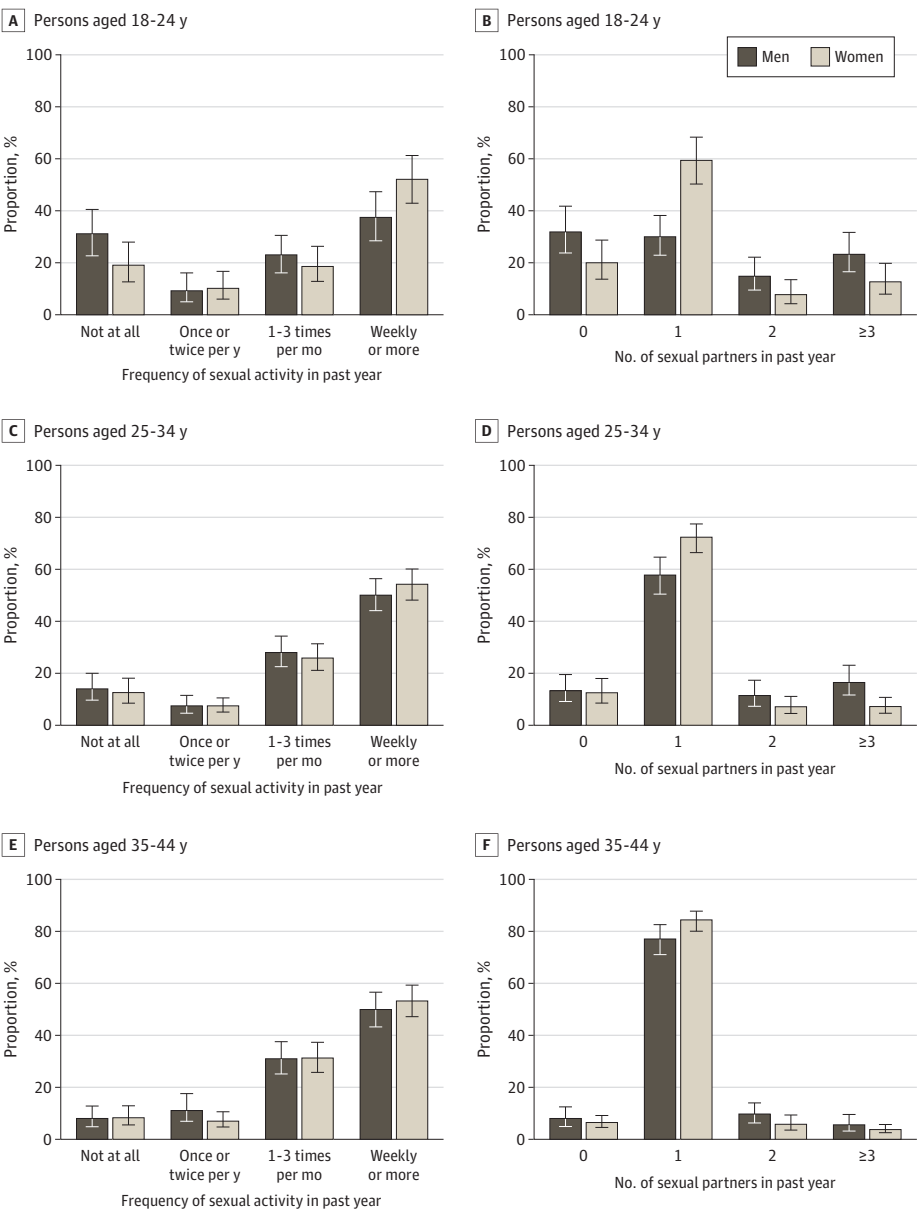 A Persons aged 18-24 y
100
80
60
40
20
0
Proportion, %
Not at all
Once or
twice per y
1-3 times
per mo
Weekly
or more
Frequency of sexual activity in past year
B Persons aged 18-24 y
Men
Women
100
80
60
40
20
0
Proportion, %
0
1
2
≥3
No. of sexual partners in past year
C Persons aged 25-34 y
100
80
60
40
20
0
Proportion, %
Not at all
Once or
twice per y
1-3 times
per mo
Weekly
or more
Frequency of sexual activity in past year
D Persons aged 25-34 y
100
80
60
40
20
0
Proportion, %
0
1
2
≥3
No. of sexual partners in past year
E Persons aged 35-44 y
100
80
60
40
20
0
Proportion, %
Not at all
Once or
twice per y
1-3 times
per mo
Weekly
or more
Frequency of sexual activity in past year
F Persons aged 35-44 y
100
80
60
40
20
0
Proportion, %
0
1
2
≥3
No. of sexual partners in past year